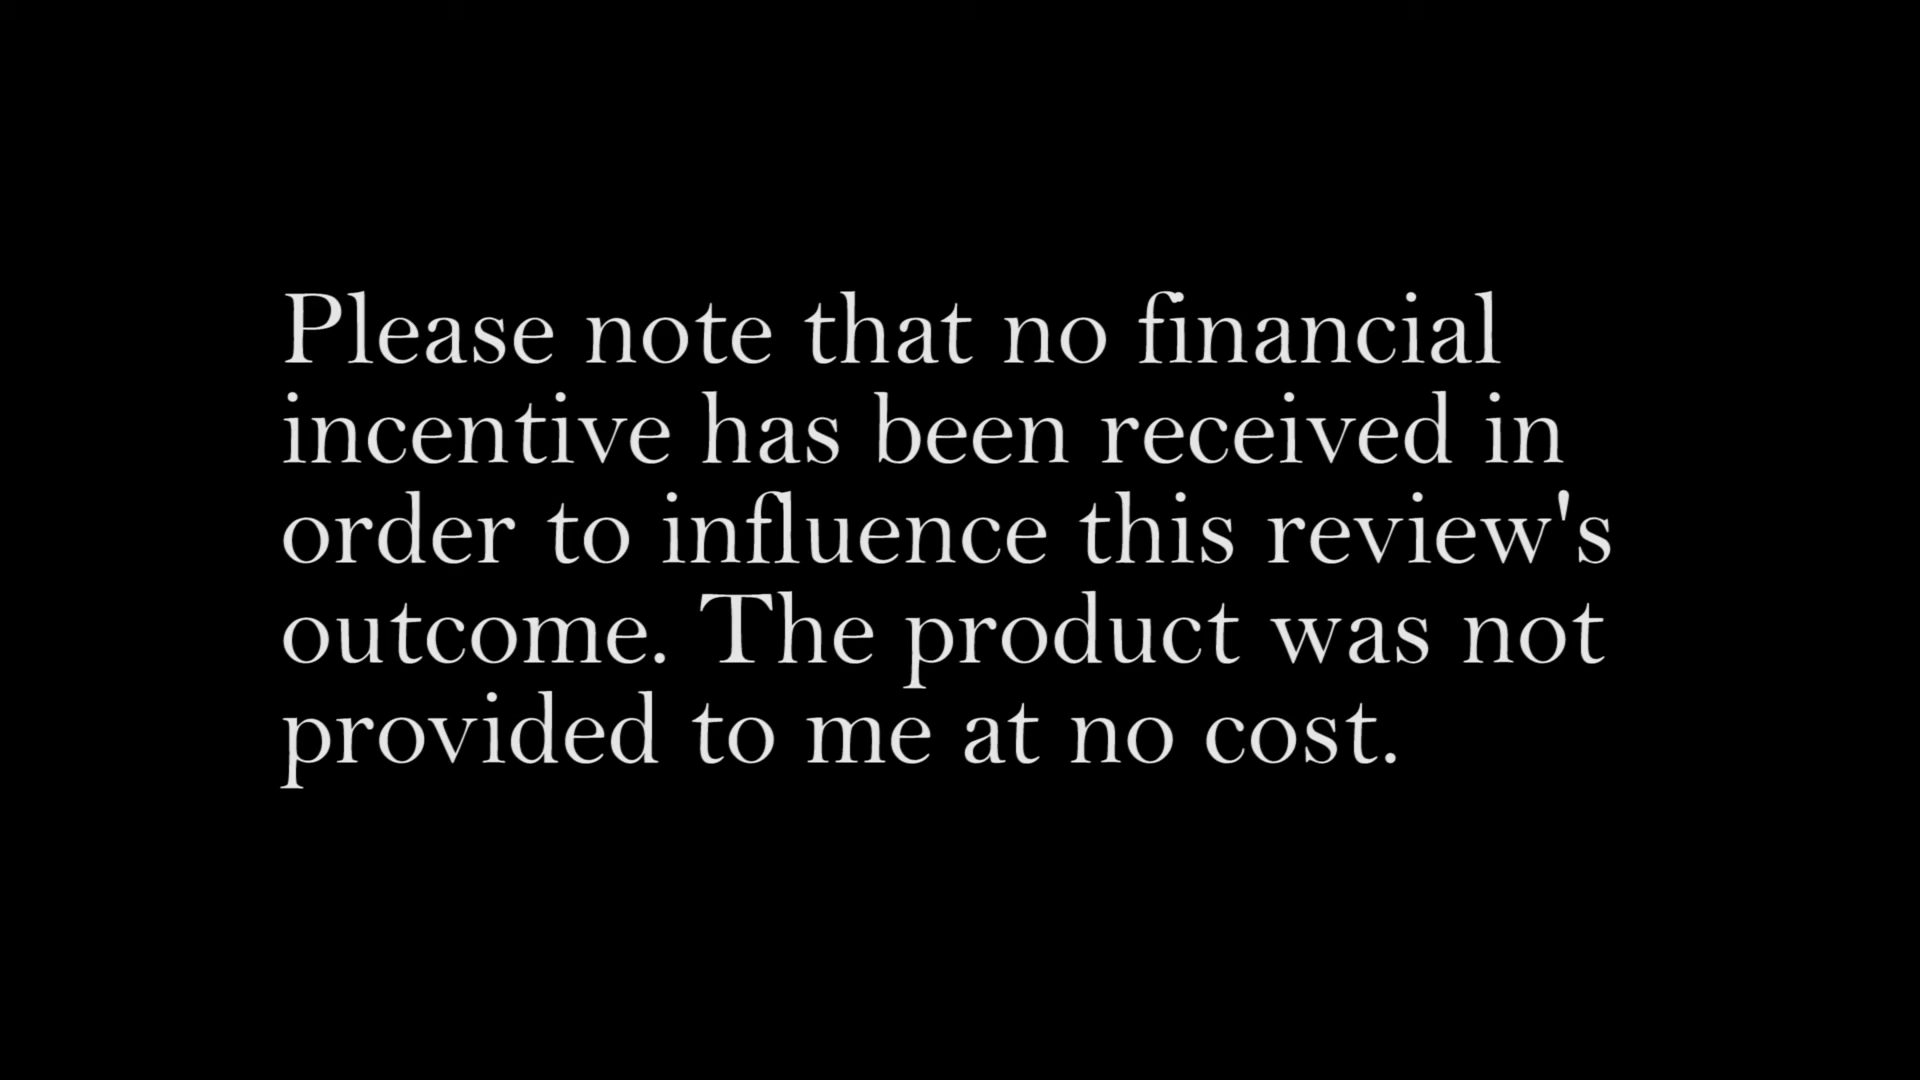 Please note that no financial
incentive has been received in
order to influence this review's
outcome. The product was not
provided to me at no cost.